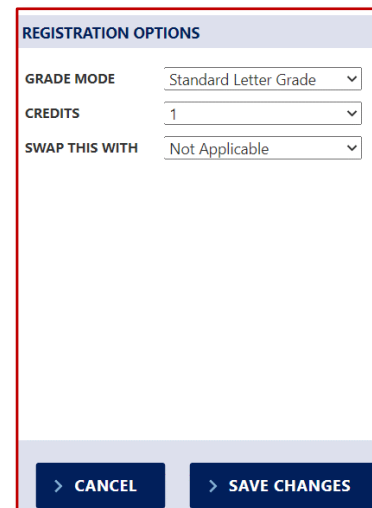 REGISTRATION OPTIONS
GRADE MODE Standard Letter Grade
CREDITS 1
SWAP THIS WITH Not Applicable
> CANCEL > SAVE CHANGES